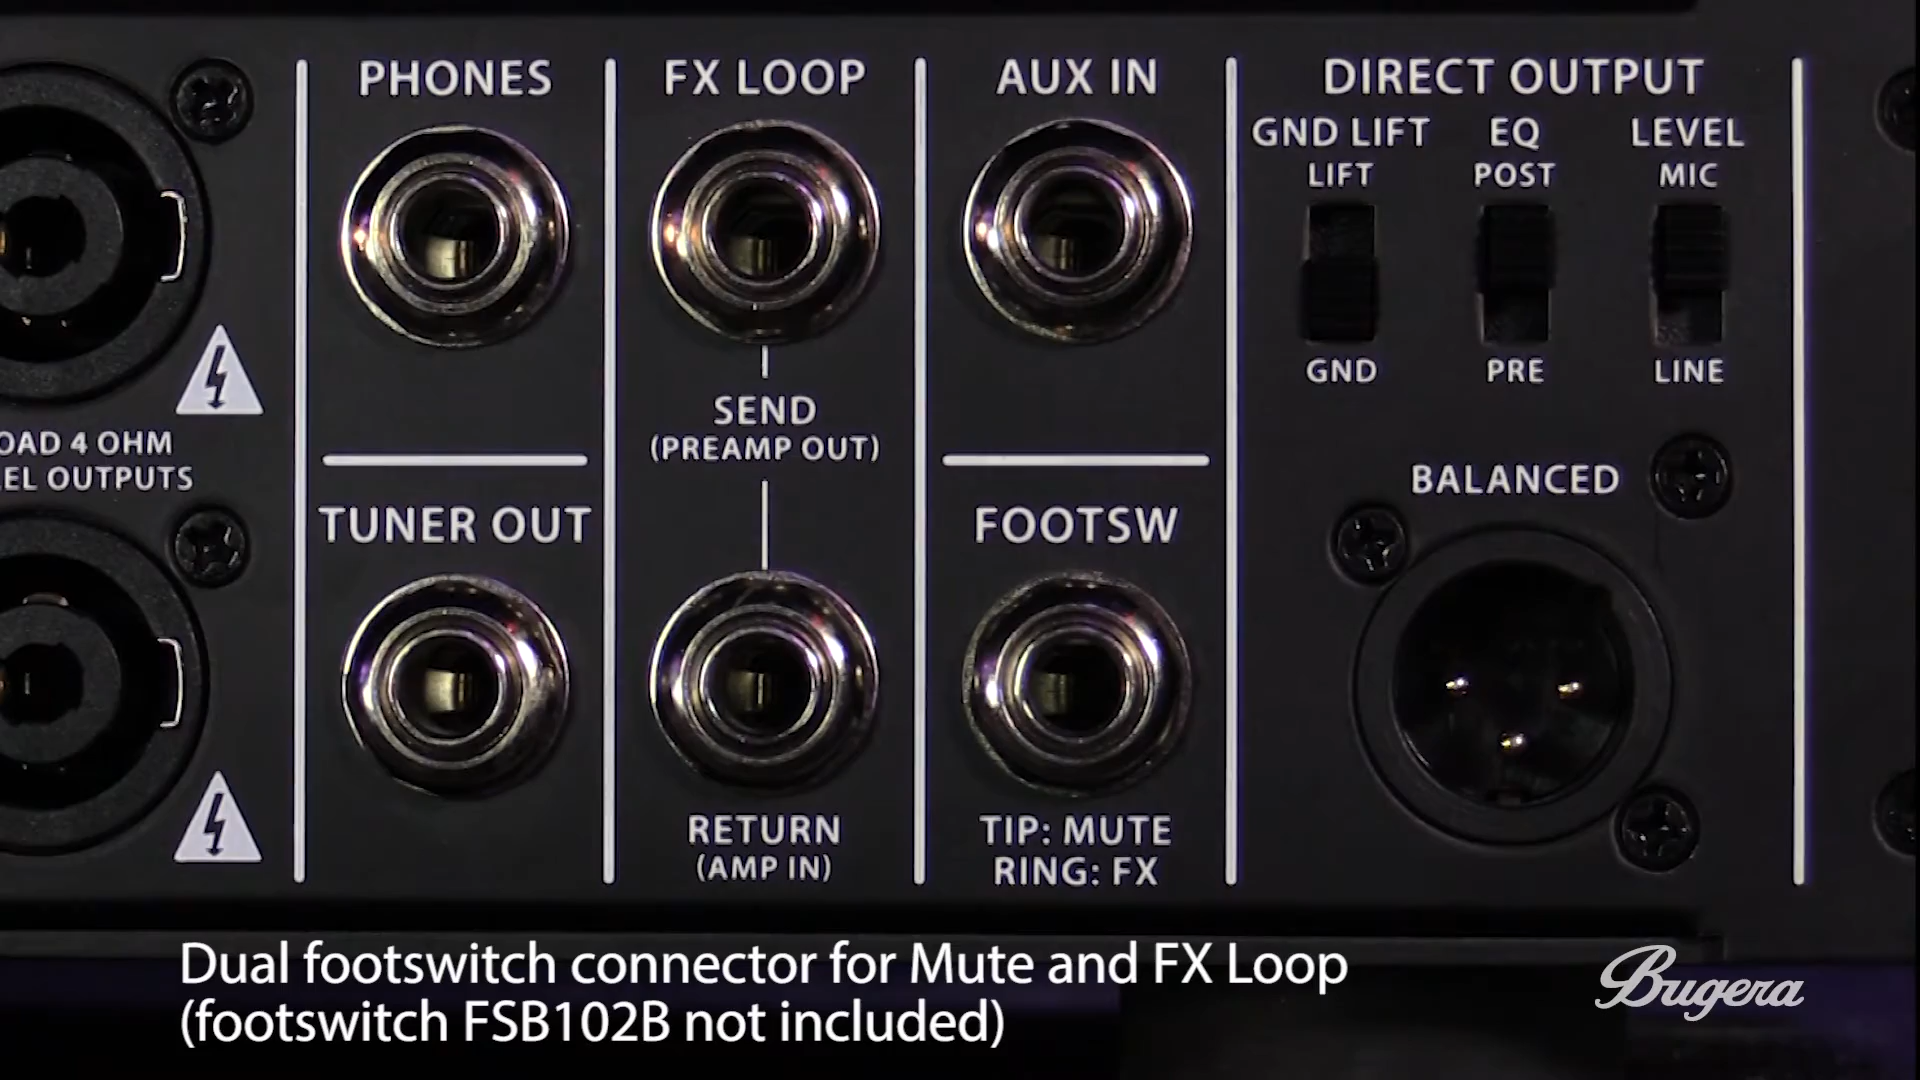 PHONES
FX LOOP
AUX IN
DIRECT OUTPUT
GND LIFT
EQ
LEVEL
LIFT
POST
MIC
GND
PRE
LINE
SEND
(PREAMP OUT)
OAD 4 OHM
EL OUTPUTS
BALANCED
TUNER OUT
FOOTSW
RETURN
(AMP IN)
TIP: MUTE
RING: FX
Dual footswitch connector for Mute and FX Loop
(footswitch FSB102B not included)
Bugera